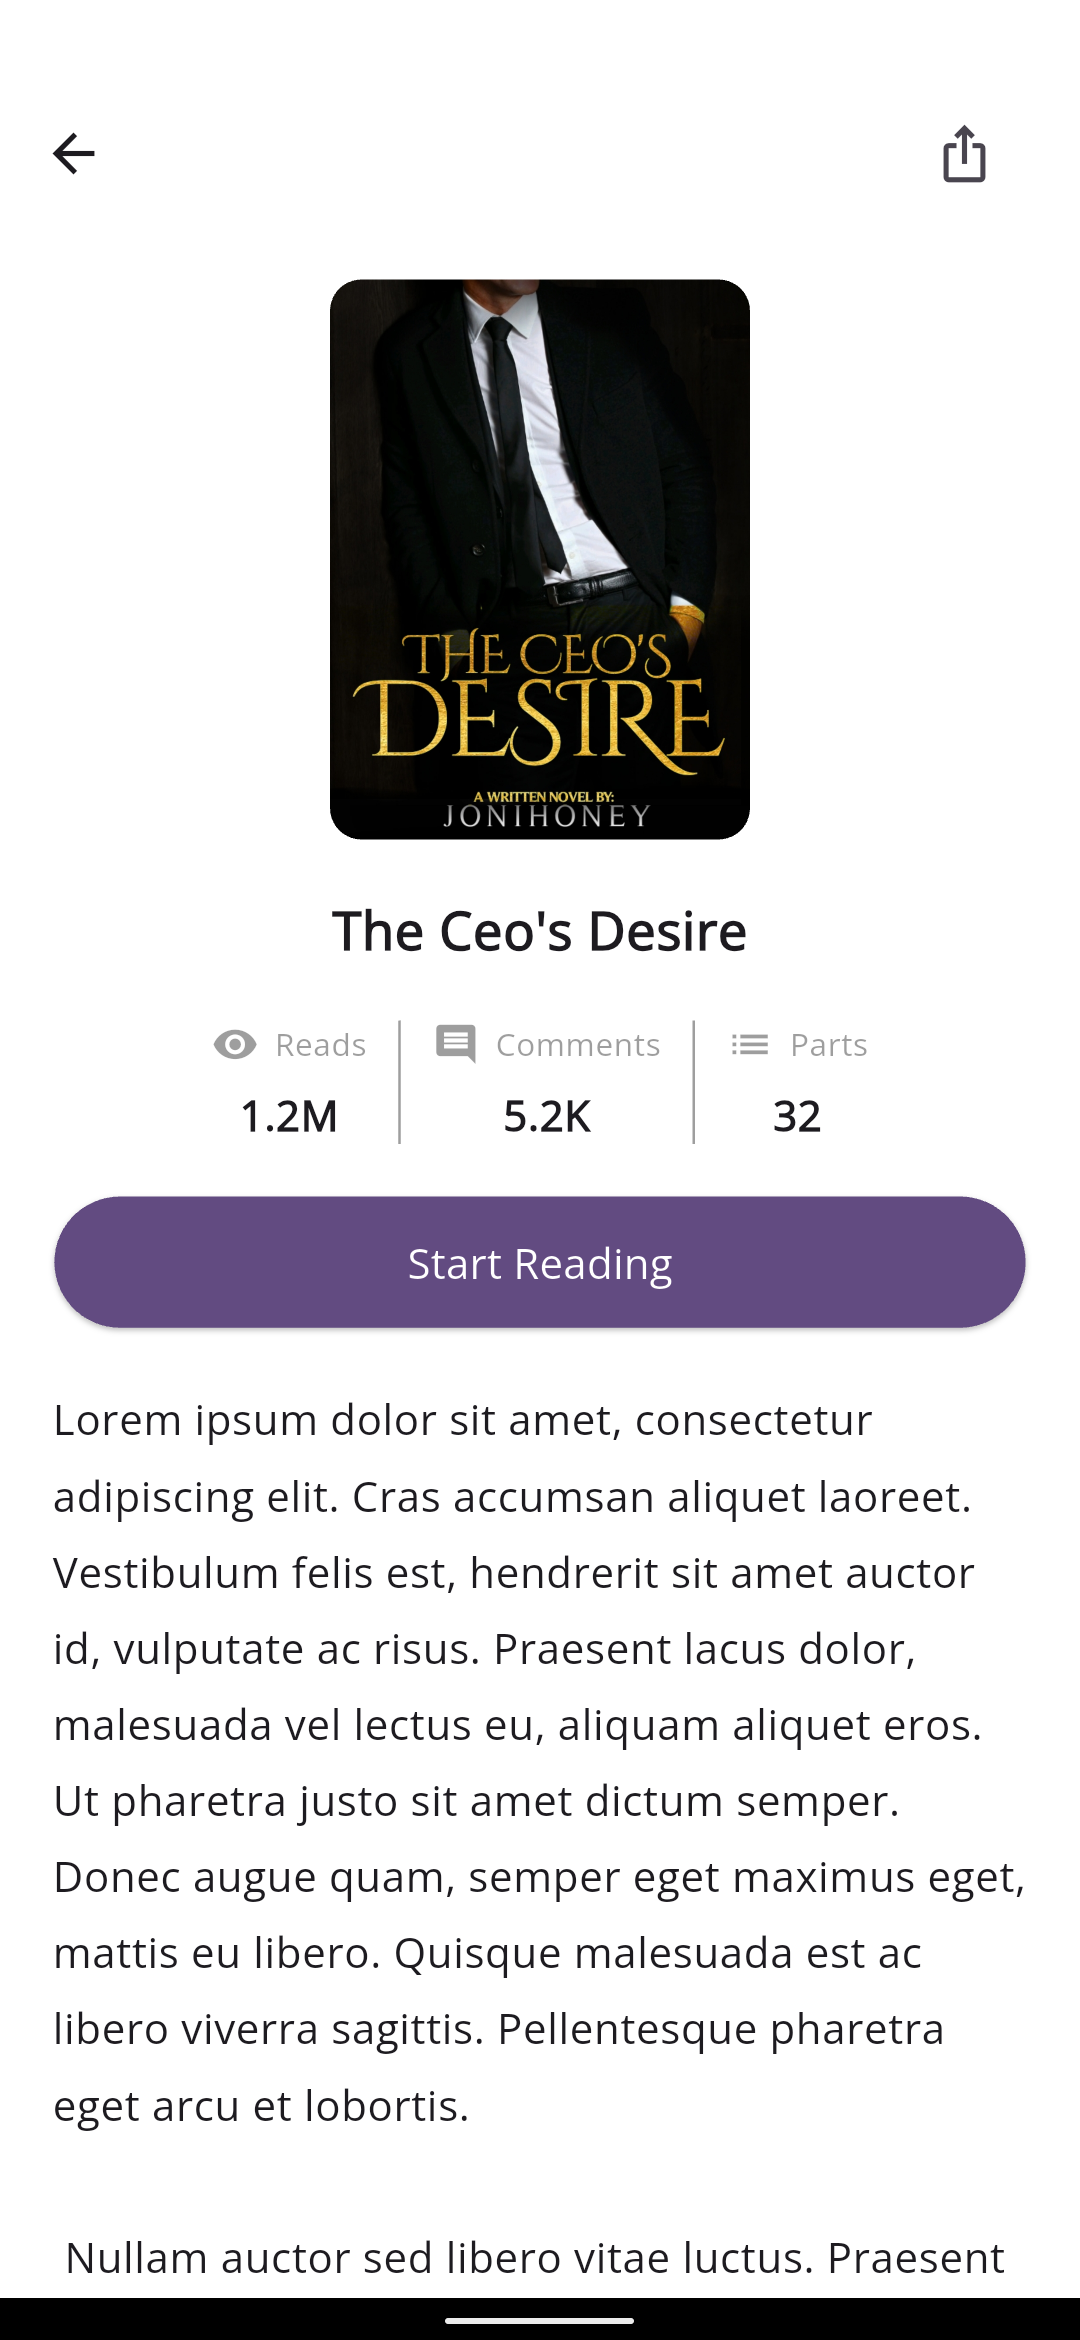 THE CEO'S
DESIRE
A WRITTEN NOVEL BY:
JONIHONEY
The Ceo's Desire
Reads
Comments
Parts
1.2M
5.2K
32
Start Reading
Lorem ipsum dolor sit amet, consectetur
adipiscing elit. Cras accumsan aliquet laoreet.
Vestibulum felis est, hendrerit sit amet auctor
id, vulputate ac risus. Praesent lacus dolor,
malesuada vel lectus eu, aliquam aliquet eros.
Ut pharetra justo sit amet dictum semper.
Donec augue quam, semper eget maximus eget,
mattis eu libero. Quisque malesuada est ac
libero viverra sagittis. Pellentesque pharetra
eget arcu et lobortis.
Nullam auctor sed libero vitae luctus. Praesent